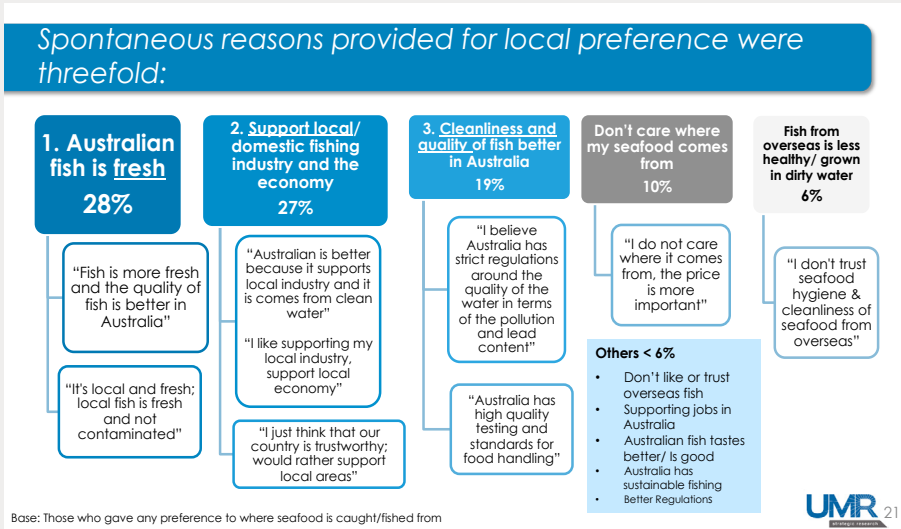 Spontaneous reasons provided for local preference were
threefold:
1. Australian
fish is fresh
28%
“Fish is more fresh
and the quality of
fish is better in
Australia”
“It's local and fresh;
local fish is fresh
and not
contaminated”
2. Support local/
domestic fishing
industry and the
economy
27%
“Australian is better
because it supports
local industry and it
is comes from clean
water”
“I like supporting my
local industry,
support local
economy”
“I just think that our
country is trustworthy;
would rather support
local areas”
3. Cleanliness and
quality of fish better
in Australia
19%
“I believe
Australia has
strict regulations
around the
quality of the
water in terms
of the pollution
and lead
content”
“Australia has
high quality
testing and
standards for
food handling”
Don’t care where
my seafood comes
from
10%
“I do not care
where it comes
from, the price
is more
important”
Fish from
overseas is less
healthy/ grown
in dirty water
6%
“I don't trust
seafood
hygiene &
cleanliness of
seafood from
overseas”
Others < 6%
• Don’t like or trust
overseas fish
• Supporting jobs in
Australia
• Australian fish tastes
better/ Is good
• Australia has
sustainable fishing
• Better Regulations
Base: Those who gave any preference to where seafood is caught/fished from
UMR
strategic research
21